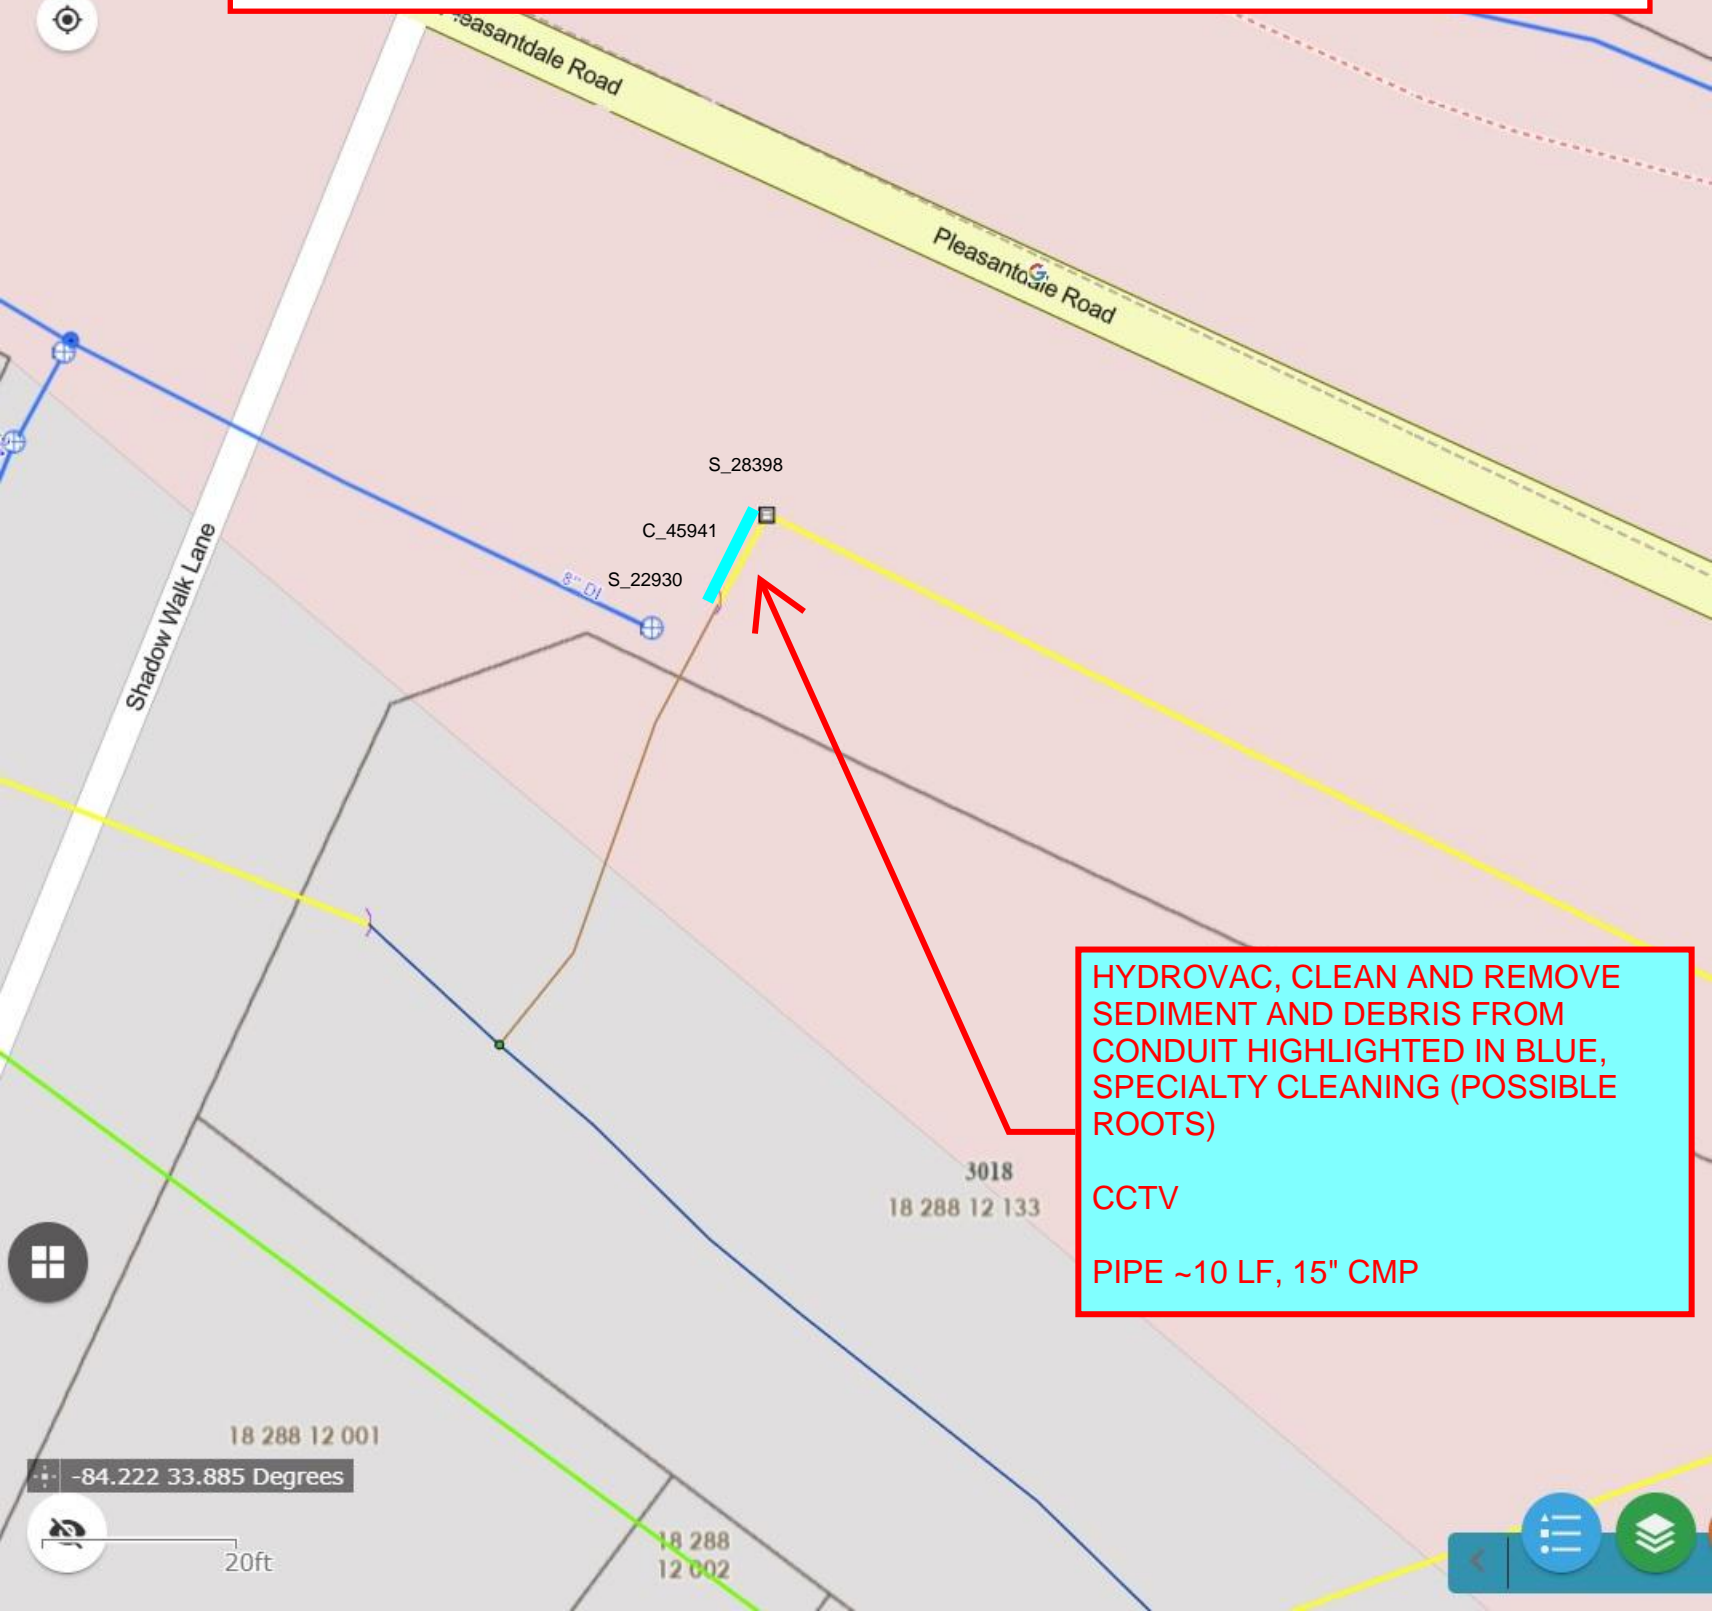 Pleasantdale Road
Pleasantdale Road
S_28398
C_45941
S_22930
8" DI
Shadow Walk Lane
HYDROVAC, CLEAN AND REMOVE
SEDIMENT AND DEBRIS FROM
CONDUIT HIGHLIGHTED IN BLUE,
SPECIALTY CLEANING (POSSIBLE
ROOTS)
CCTV
PIPE ~10 LF, 15" CMP
3018
18 288 12 133
18 288 12 001
-84.222 33.885 Degrees
20ft
18 288
12 002